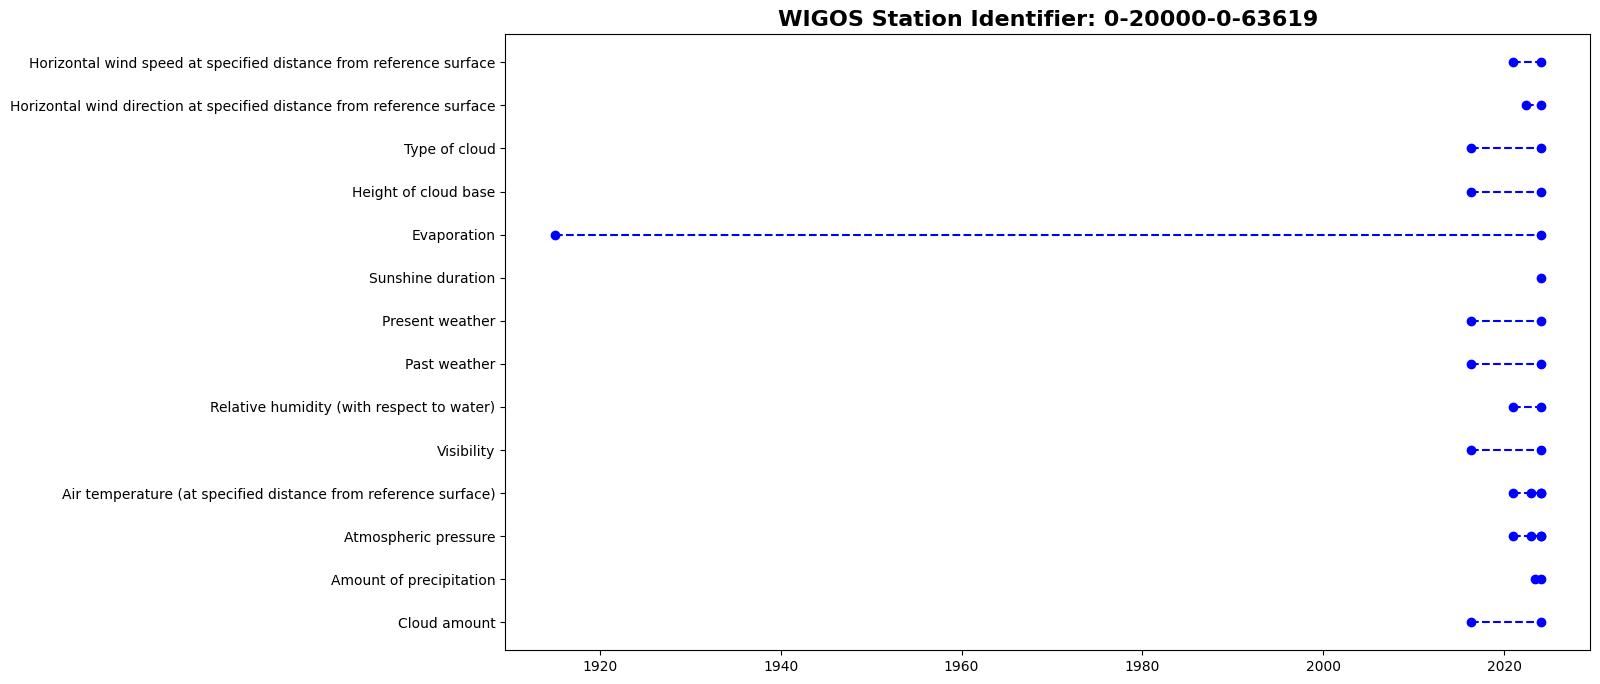 WIGOS Station Identifier: 0-20000-0-63619
Horizontal wind speed at specified distance from reference surface
Horizontal wind direction at specified distance from reference surface
Type of cloud
Height of cloud base
Evaporation
Sunshine duration
Present weather
Past weather
Relative humidity (with respect to water)
Visibility
Air temperature (at specified distance from reference surface)
Atmospheric pressure
Amount of precipitation
Cloud amount
1920 1940 1960 1980 2000 2020